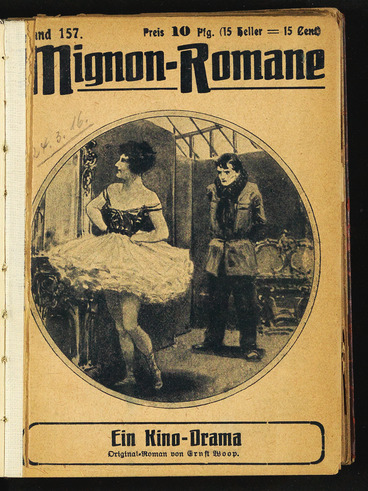 and 157.
Preis 10 Pfg. (15 Heller = 15 Cent)
Mignon-Romane
24. 3. 16.
Ein Kino-Drama
Original-Roman von Ernst Woop.